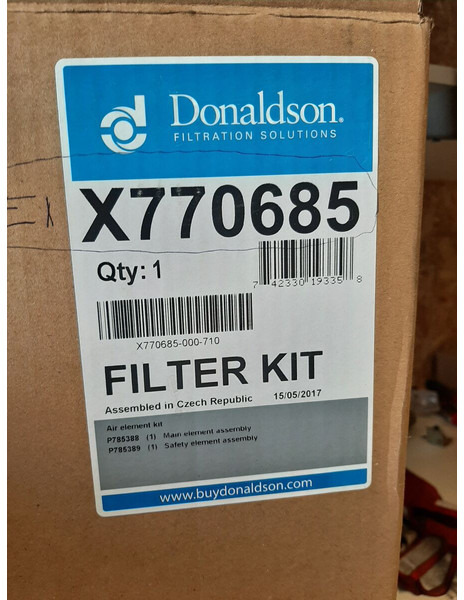 Donaldson®
FILTRATION SOLUTIONS
EX
X770685
Qty: 1
7 42330 19335 8
X770685-000-710
FILTER KIT
Assembled in Czech Republic 15/05/2017
Air element kit
P785388 (1) Main element assembly
P785389 (1) Safety element assembly
www.buydonaldson.com